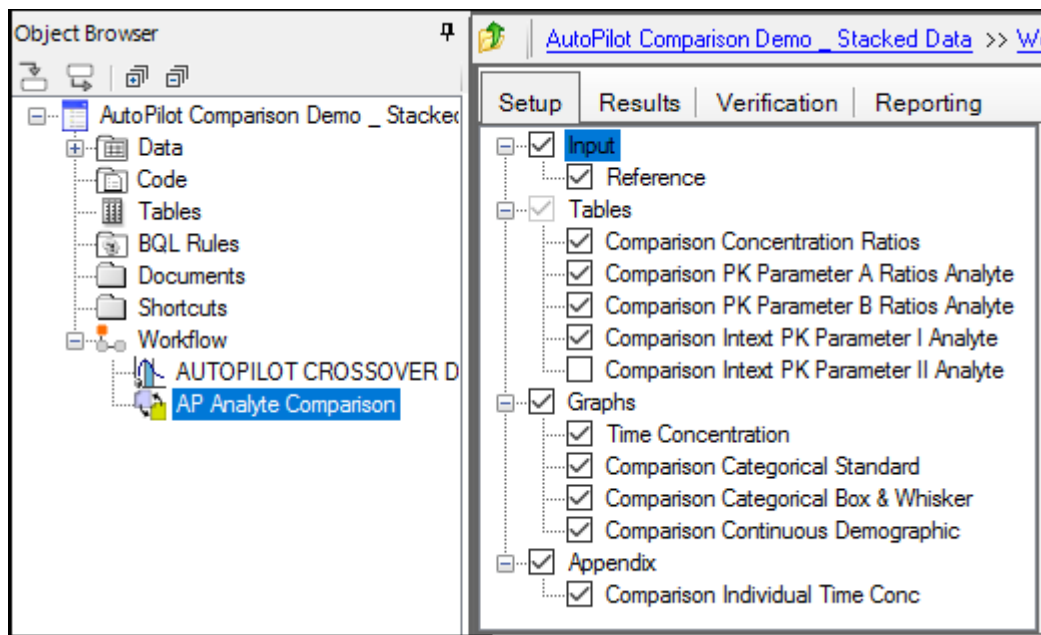 Object Browser
AutoPilot Comparison Demo _ Stacked
Data
Code
Tables
BQL Rules
Documents
Shortcuts
Workflow
AUTOPILOT CROSSOVER D
AP Analyte Comparison
AutoPilot Comparison Demo _ Stacked Data >> W
Setup Results Verification Reporting
Input
Reference
Tables
Comparison Concentration Ratios
Comparison PK Parameter A Ratios Analyte
Comparison PK Parameter B Ratios Analyte
Comparison Intext PK Parameter I Analyte
Comparison Intext PK Parameter II Analyte
Graphs
Time Concentration
Comparison Categorical Standard
Comparison Categorical Box & Whisker
Comparison Continuous Demographic
Appendix
Comparison Individual Time Conc